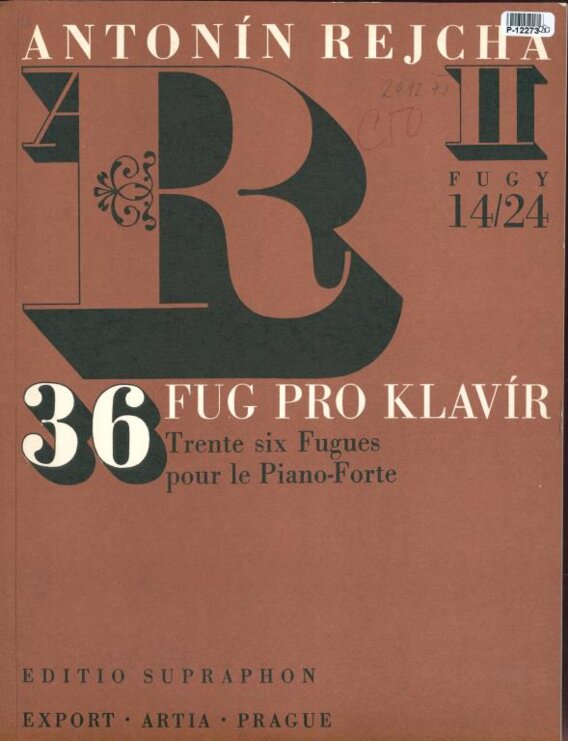 P-12273/20
ANTONÍN REJCHA
A
R
II
FUGY
14/24
36 FUG PRO KLAVÍR
Trente six Fugues
pour le Piano-Forte
EDITIO SUPRAPHON
EXPORT · ARTIA · PRAGUE